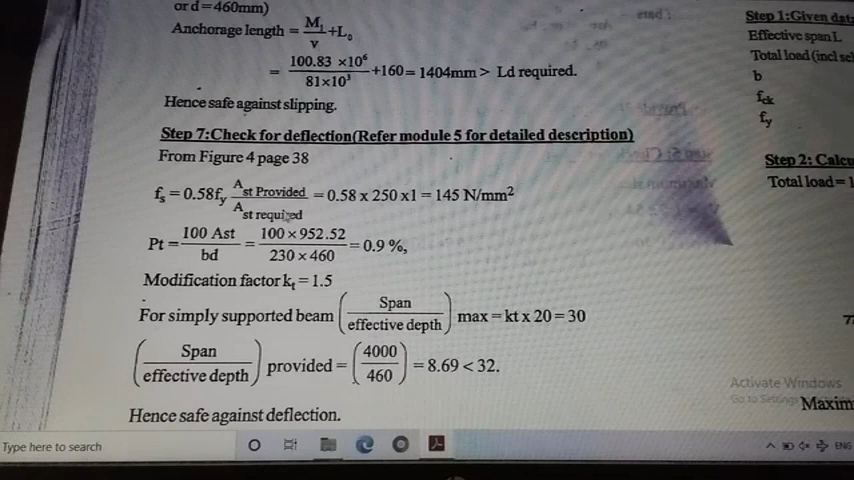 or d = 460mm)
Anchorage length = M₁/V + L₀
= 100.83 ×10⁶/81×10³ +160 = 1404mm > Ld required.
Hence safe against slipping.
Step 7:Check for deflection(Refer module 5 for detailed description)
From Figure 4 page 38
fₛ = 0.58fᵧ Aₛₜ Provided/Aₛₜ required = 0.58 x 250 x1 = 145 N/mm²
Pt = 100 Ast/bd = 100 × 952.52/230 × 460 = 0.9 %,
Modification factor kₜ = 1.5
For simply supported beam (Span/effective depth) max = kt x 20 = 30
(Span/effective depth) provided = (4000/460) = 8.69 < 32.
Hence safe against deflection.
Step 1:Given data
Effective span L
Total load (incl sel
b
fck
fy
Step 2: Calcu
Total load = 1
7
Activate Windows
Go to Settings
Maxim
Type here to search
ENG